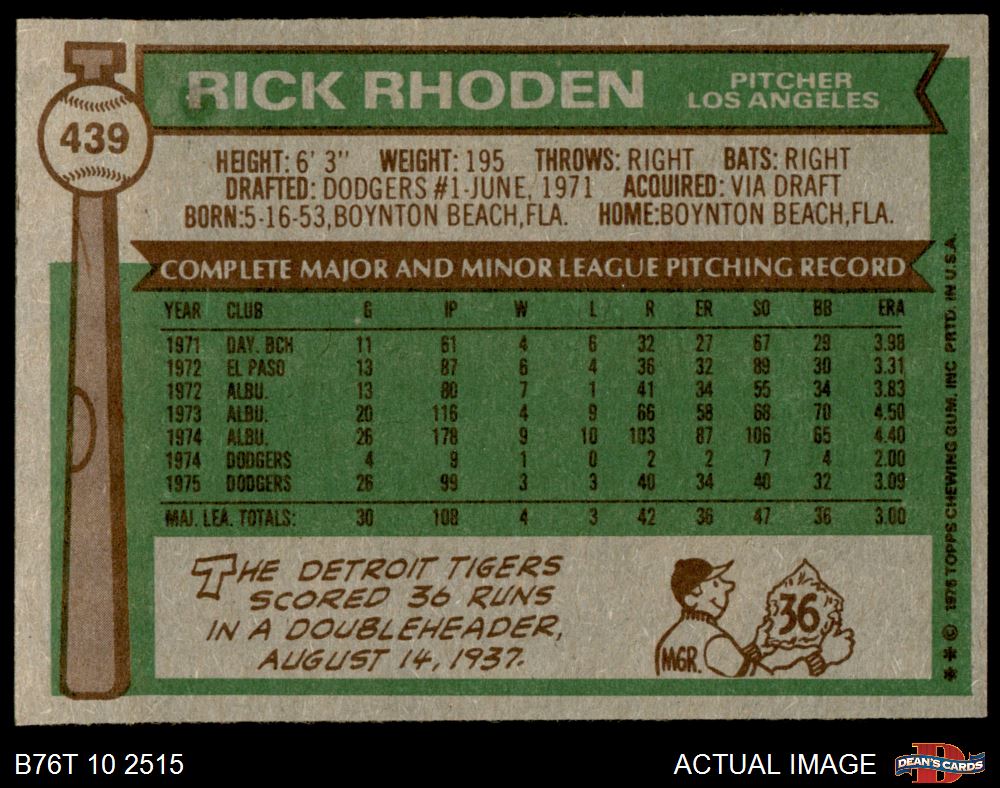 RICK RHODEN
PITCHER
LOS ANGELES
439
HEIGHT: 6' 3" WEIGHT: 195 THROWS: RIGHT BATS: RIGHT
DRAFTED: DODGERS #1-JUNE, 1971 ACQUIRED: VIA DRAFT
BORN:5-16-53,BOYNTON BEACH,FLA. HOME:BOYNTON BEACH,FLA.
COMPLETE MAJOR AND MINOR LEAGUE PITCHING RECORD
YEAR CLUB G IP W L R ER SO BB ERA
1971 DAY. BCH 11 61 4 6 32 27 67 29 3.98
1972 EL PASO 13 87 6 4 36 32 89 30 3.31
1972 ALBU. 13 80 7 1 41 34 55 34 3.83
1973 ALBU. 20 116 4 9 66 58 68 70 4.50
1974 ALBU. 26 178 9 10 103 87 106 65 4.40
1974 DODGERS 4 9 1 0 2 2 7 4 2.00
1975 DODGERS 26 99 3 3 40 34 40 32 3.09
MAJ. LEA. TOTALS: 30 108 4 3 42 36 47 36 3.00
THE DETROIT TIGERS
SCORED 36 RUNS
IN A DOUBLEHEADER,
AUGUST 14, 1937.
MGR.
36
** © 1976 TOPPS CHEWING GUM, INC PRTD. IN U.S.A.
B76T 10 2515
ACTUAL IMAGE
D
DEAN'S CARDS